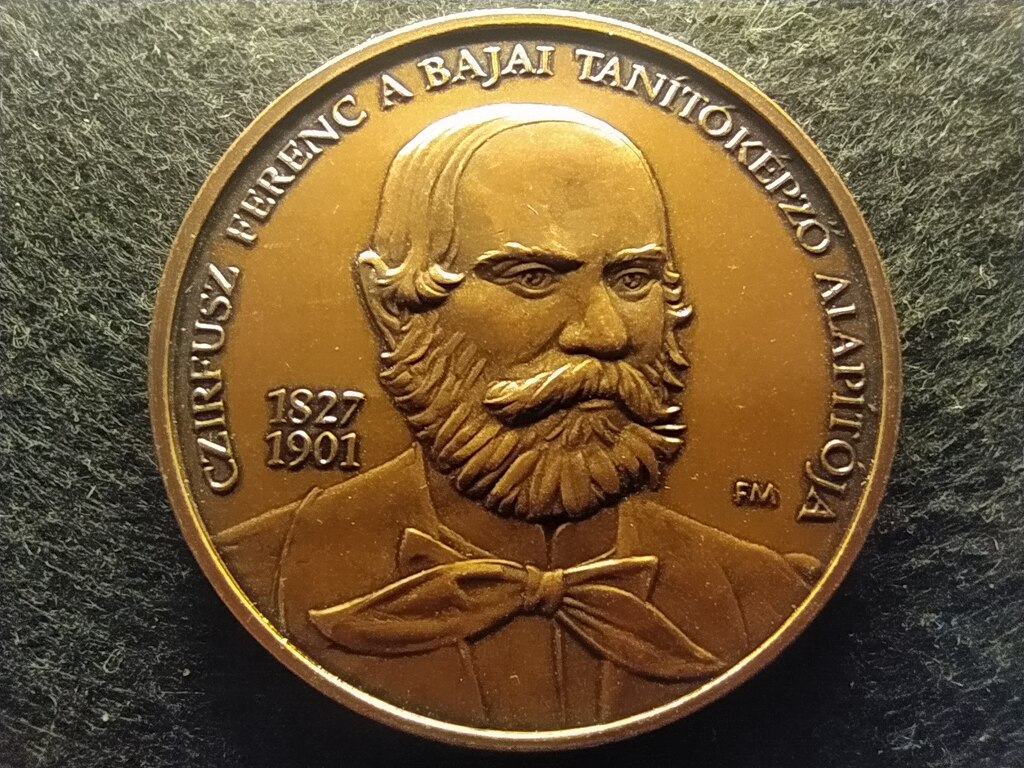 CZIRFUSZ FERENC A BAJAI TANÍTÓKÉPZŐ ALAPÍTÓJA
1827
1901
FM